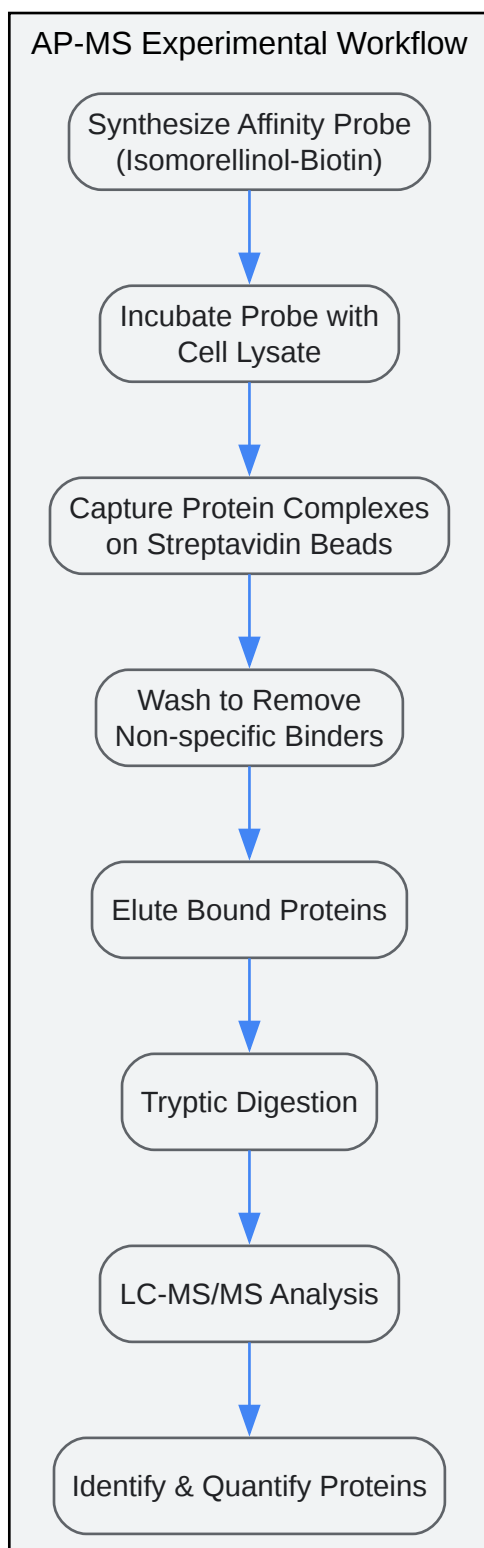 AP-MS Experimental Workflow
Synthesize Affinity Probe
(Isomorellinol-Biotin)
Incubate Probe with
Cell Lysate
Capture Protein Complexes
on Streptavidin Beads
Wash to Remove
Non-specific Binders
Elute Bound Proteins
Tryptic Digestion
LC-MS/MS Analysis
Identify & Quantify Proteins